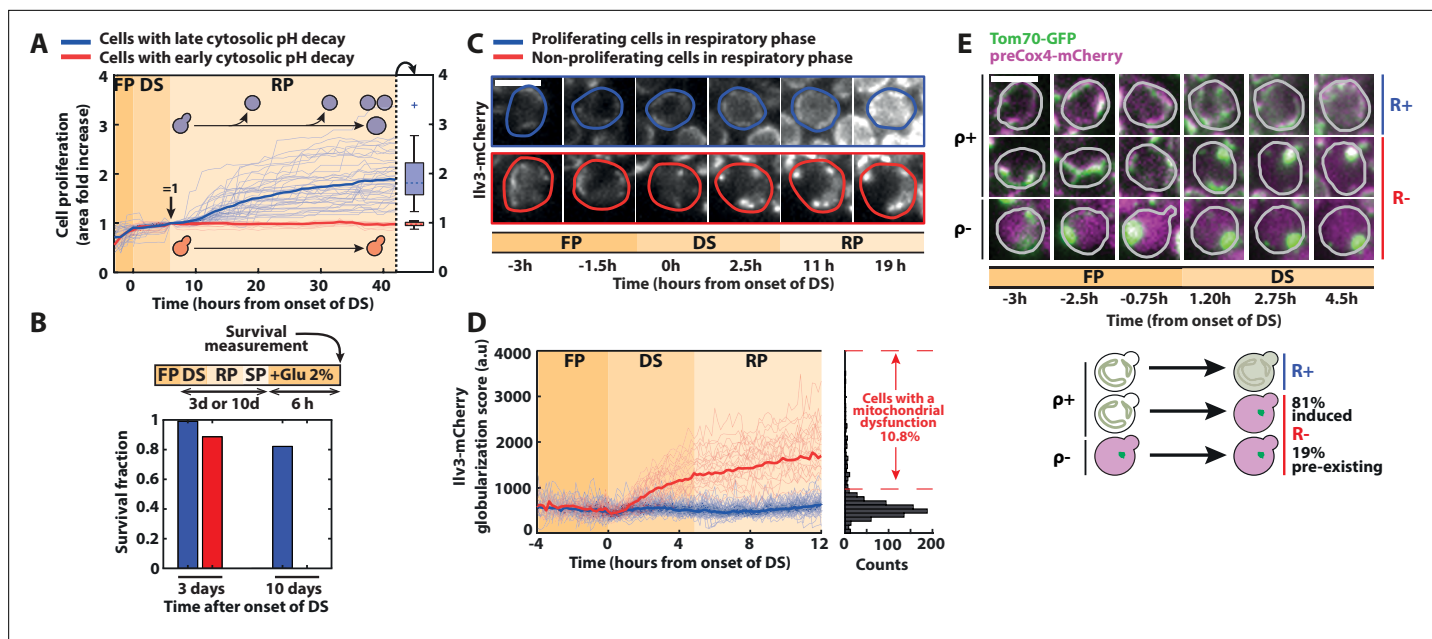 A
Cells with late cytosolic pH decay
Cells with early cytosolic pH decay
FP DS RP
Cell proliferation
(area fold increase)
4
3
2
1
0
=1
4
3
2
1
0
0 10 20 30 40
Time (hours from onset of DS)
B
Survival
measurement
FP DS RP SP +Glu 2%
3d or 10d 6 h
Survival fraction
1
0.8
0.6
0.4
0.2
0
3 days 10 days
Time after onset of DS
C
Proliferating cells in respiratory phase
Non-proliferating cells in respiratory phase
Ilv3-mCherry
FP DS RP
-3h -1.5h 0h 2.5h 11 h 19 h
Time (hours from onset of DS)
D
Ilv3-mCherry
globularization score (a.u)
4000
3000
2000
1000
0
FP DS RP
-4 0 4 8 12
Time (hours from onset of DS)
Cells with a
mitochondrial
dysfunction
10.8%
0 100 200
Counts
E
Tom70-GFP
preCox4-mCherry
ρ+
ρ-
R+
R-
FP DS
-3h -2.5h -0.75h 1.20h 2.75h 4.5h
Time (from onset of DS)
ρ+
ρ-
R+
81%
induced
R-
19%
pre-existing